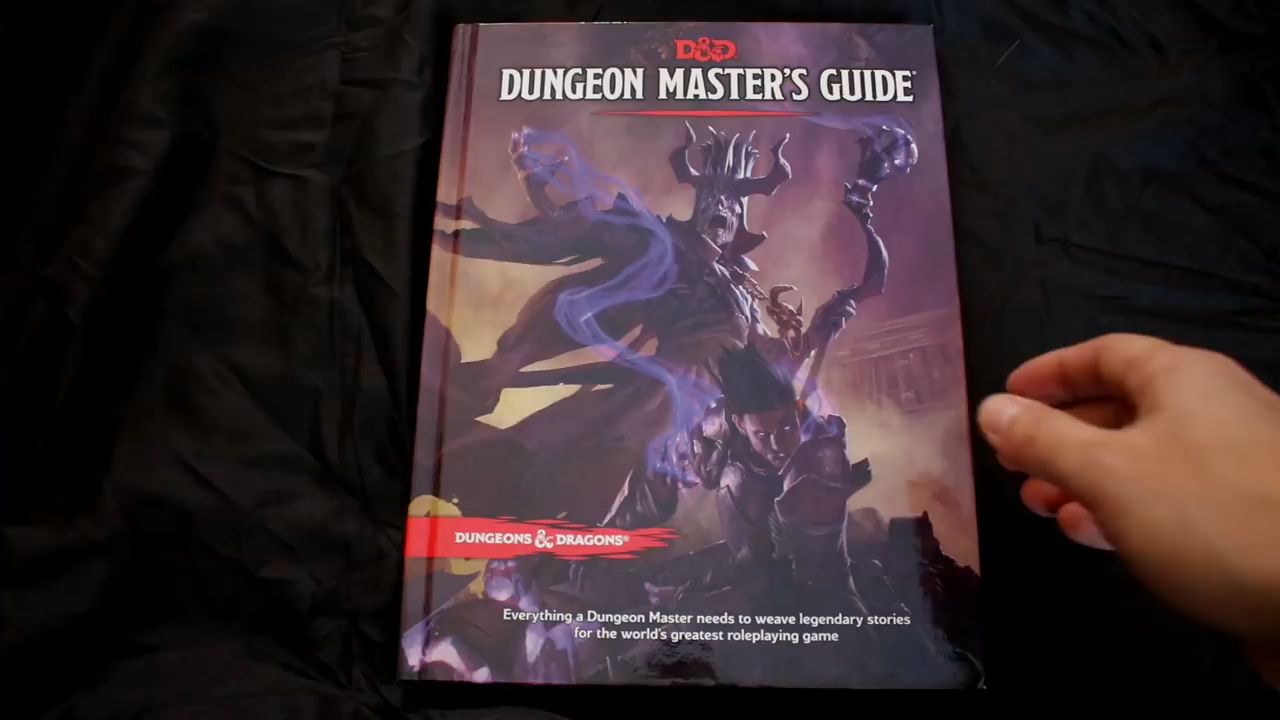 D&D
DUNGEON MASTER'S GUIDE®
DUNGEONS & DRAGONS®
Everything a Dungeon Master needs to weave legendary stories
for the world's greatest roleplaying game